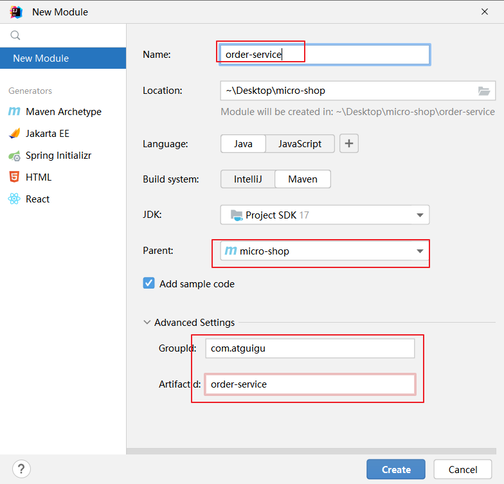 New Module
New Module
Generators
Maven Archetype
Jakarta EE
Spring Initializr
HTML
React
Name: order-service
Location: ~\Desktop\micro-shop
Module will be created in: ~\Desktop\micro-shop\order-service
Language: Java JavaScript +
Build system: IntelliJ Maven
JDK: Project SDK 17
Parent: m micro-shop
Add sample code
Advanced Settings
GroupId: com.atguigu
ArtifactId: order-service
? Create Cancel